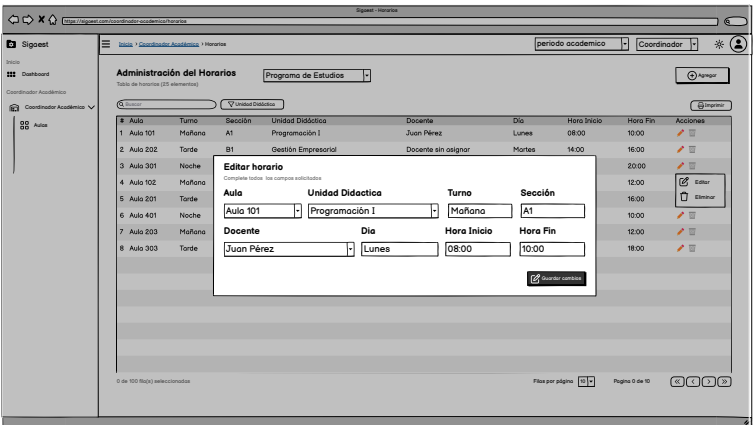 Sigaest - Horarios
https://sigaest.com/coordinador-academico/horarios
Sigaest
Inicio > Coordinador Académico > Horarios
periodo academico
Coordinador
Inicio
Dashboard
Coordinador Académico
Coordinador Académico
Aulas
Administración del Horarios
Tabla de horarios (25 elementos)
Programa de Estudios
Agregar
Buscar
Unidad Didáctica
Imprimir
# Aula Turno Sección Unidad Didáctica Docente Día Hora Inicio Hora Fin Acciones
1 Aula 101 Mañana A1 Programación I Juan Pérez Lunes 08:00 10:00
2 Aula 202 Tarde B1 Gestión Empresarial Docente sin asignar Martes 14:00 16:00
3 Aula 301 Noche 20:00
4 Aula 102 Mañana 12:00
5 Aula 201 Tarde 16:00
6 Aula 401 Noche 10:00
7 Aula 203 Mañana 12:00
8 Aula 303 Tarde 18:00
Editar
Eliminar
Editar horario
Complete todos los campos solicitados
Aula Unidad Didactica Turno Sección
Aula 101 Programación I Mañana A1
Docente Dia Hora Inicio Hora Fin
Juan Pérez Lunes 08:00 10:00
Guardar cambios
0 de 100 fila(s) seleccionadas
Filas por página 10
Pagina 0 de 10